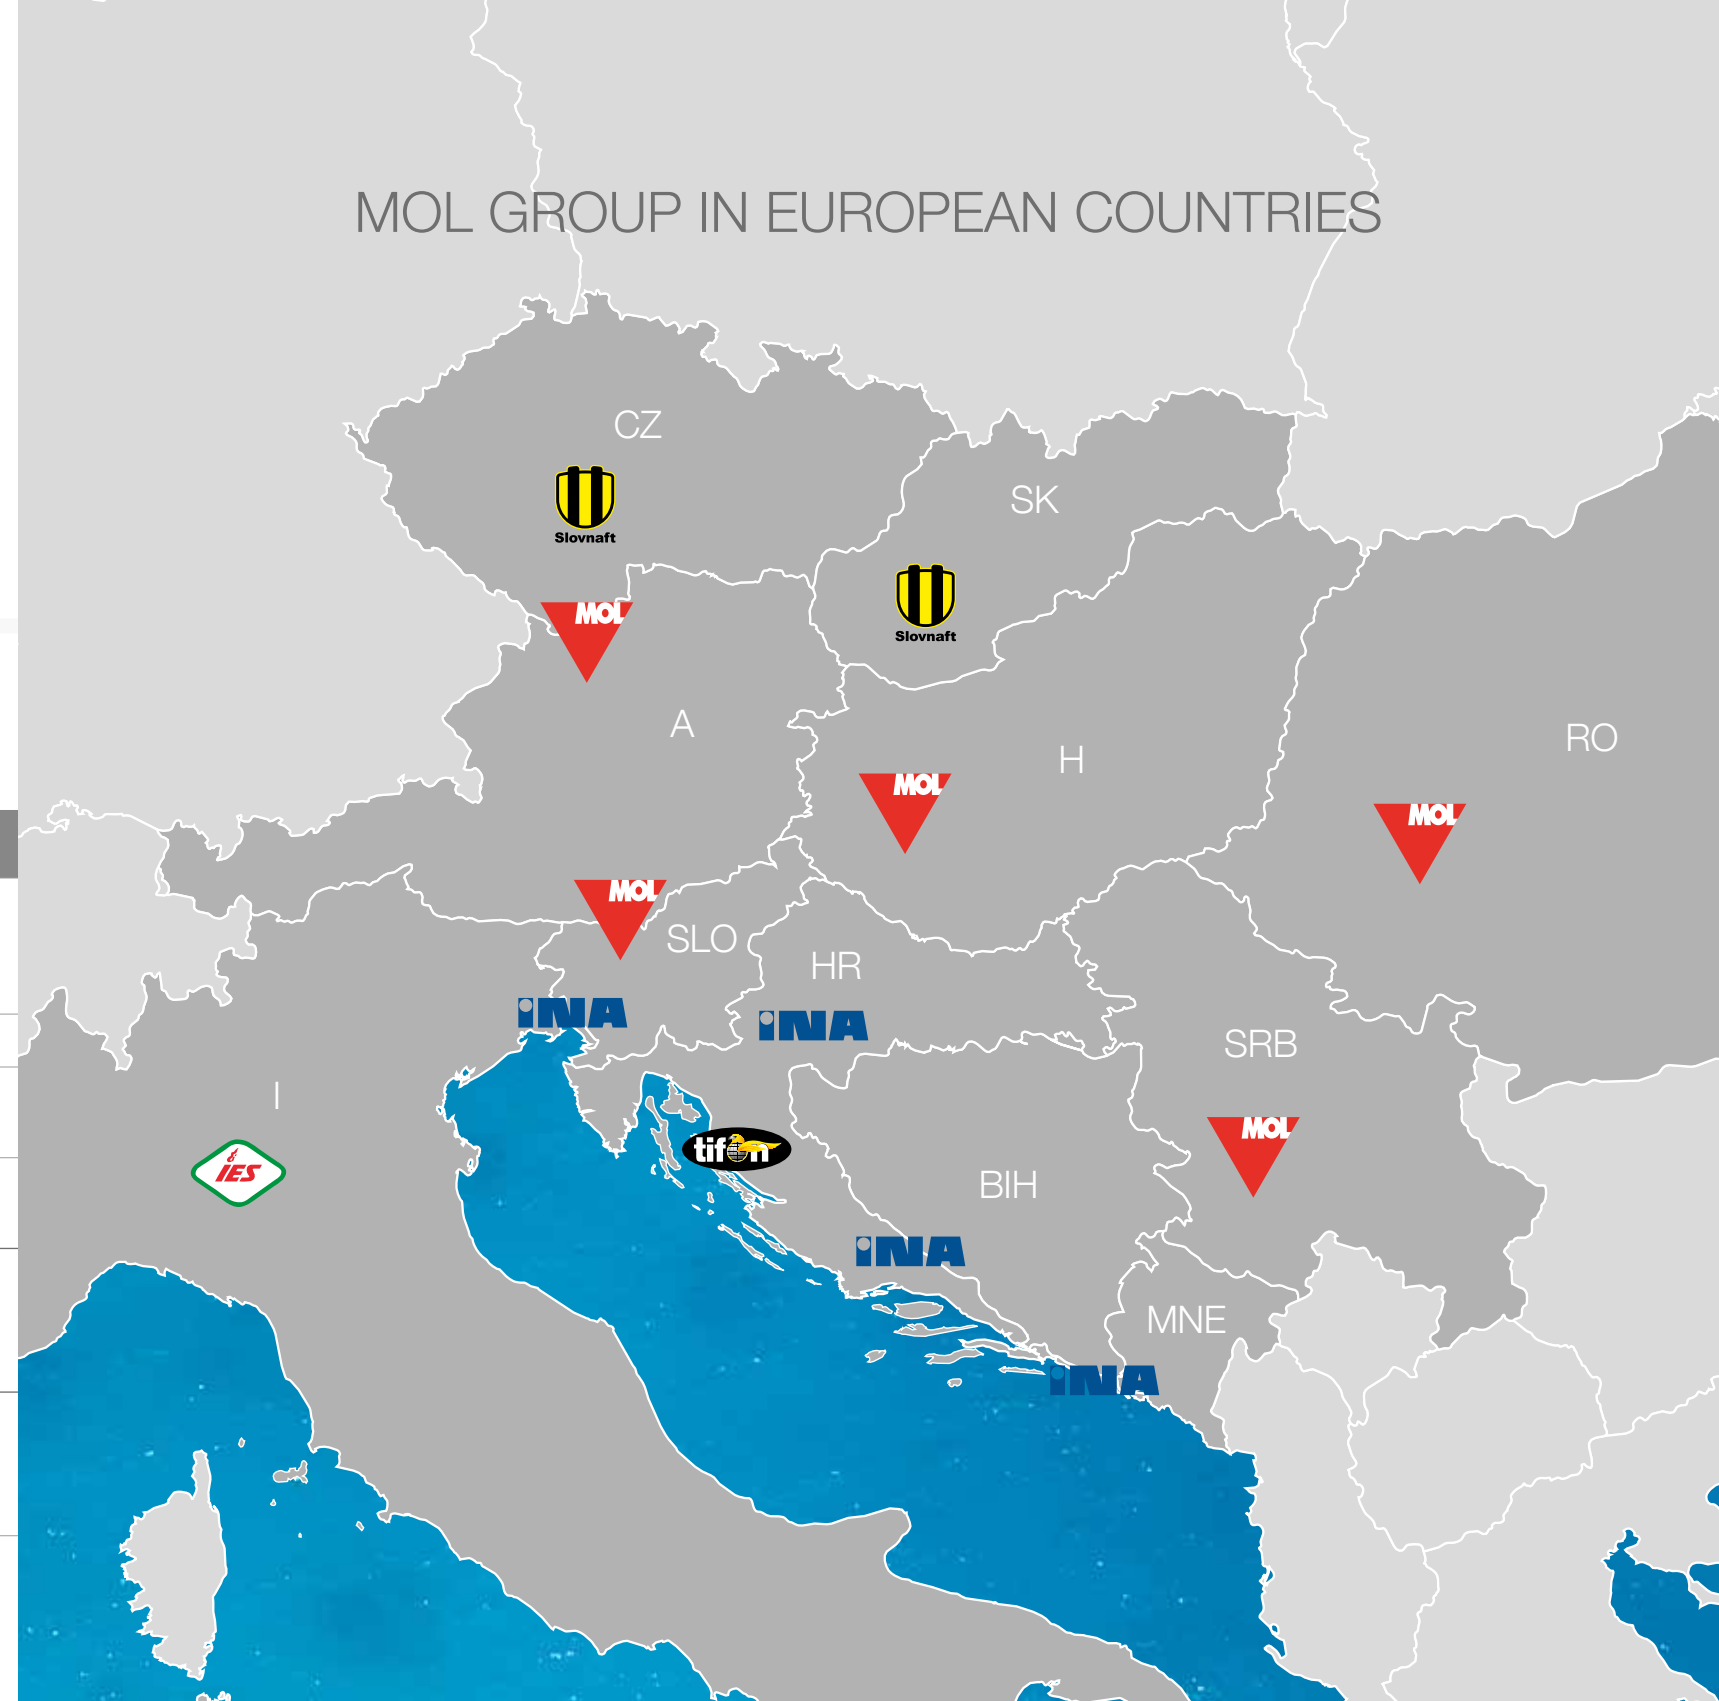 MOL GROUP IN EUROPEAN COUNTRIES
CZ
Slovnaft
SK
Slovnaft
MOL
A
H
RO
MOL
MOL
MOL
SLO
HR
INA
INA
SRB
I
MOL
tifon
IES
BIH
INA
MNE
INA